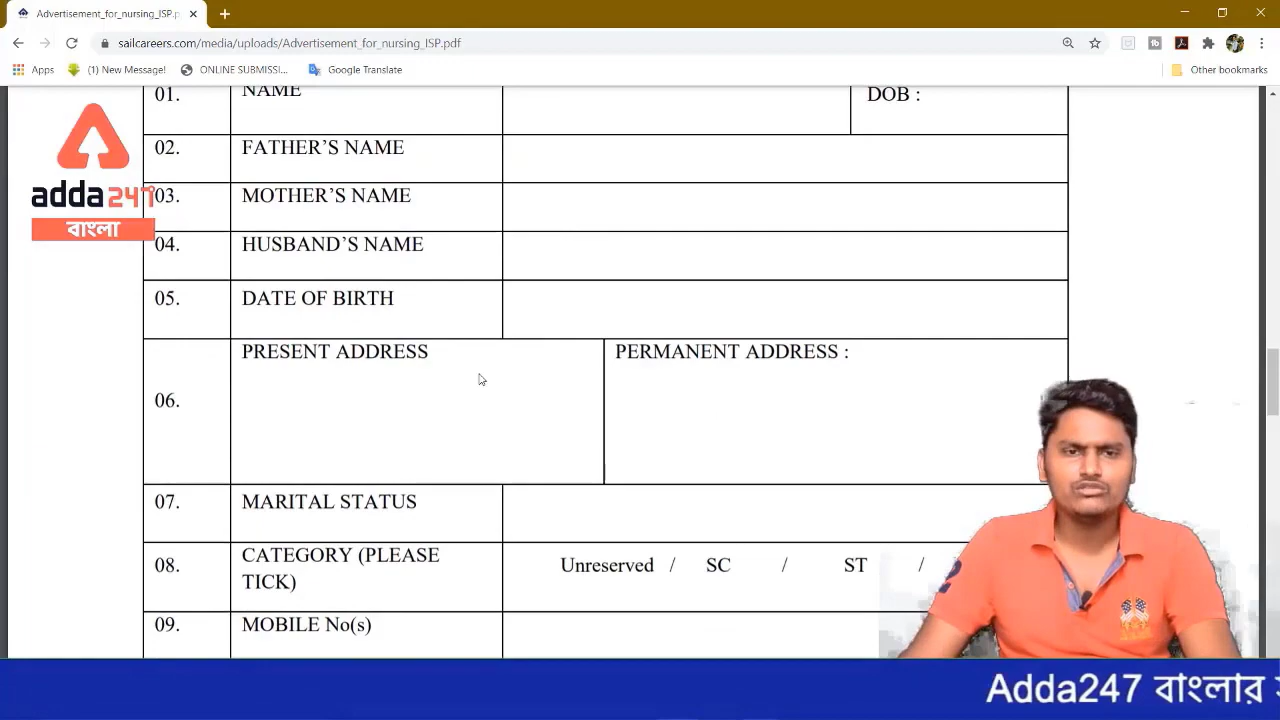 Advertisement_for_nursing_ISP.p
sailcareers.com/media/uploads/Advertisement_for_nursing_ISP.pdf
Apps
(1) New Message!
ONLINE SUBMISSI...
Google Translate
Other bookmarks
01.
NAME
DOB :
02.
FATHER’S NAME
adda247
বাংলা
03.
MOTHER’S NAME
04.
HUSBAND’S NAME
05.
DATE OF BIRTH
06.
PRESENT ADDRESS
PERMANENT ADDRESS :
07.
MARITAL STATUS
08.
CATEGORY (PLEASE
TICK)
Unreserved / SC / ST /
09.
MOBILE No(s)
Adda247 বাংলার